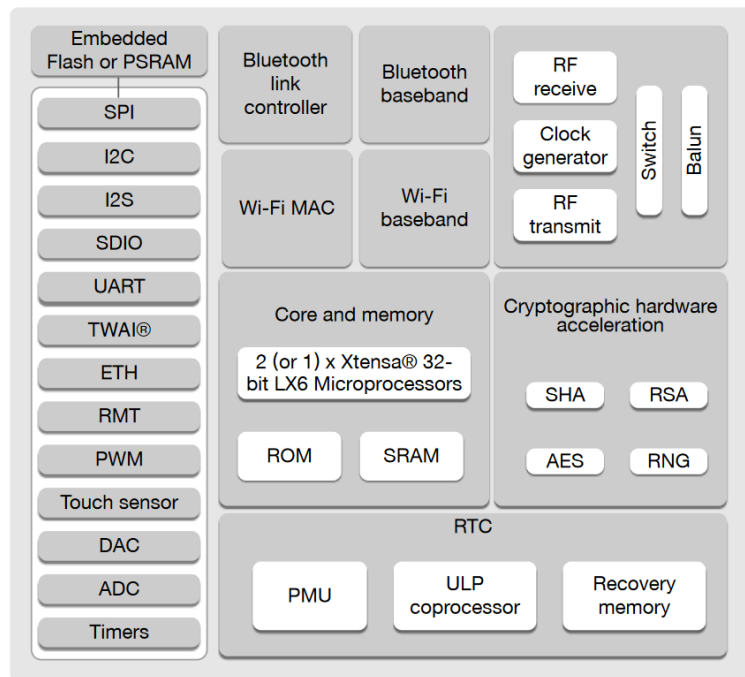 Embedded
Flash or PSRAM
SPI
I2C
I2S
SDIO
UART
TWAI®
ETH
RMT
PWM
Touch sensor
DAC
ADC
Timers
Bluetooth
link
controller
Bluetooth
baseband
Wi-Fi MAC
Wi-Fi
baseband
RF
receive
Clock
generator
RF
transmit
Switch
Balun
Core and memory
2 (or 1) x Xtensa® 32-
bit LX6 Microprocessors
ROM
SRAM
Cryptographic hardware
acceleration
SHA
RSA
AES
RNG
RTC
PMU
ULP
coprocessor
Recovery
memory